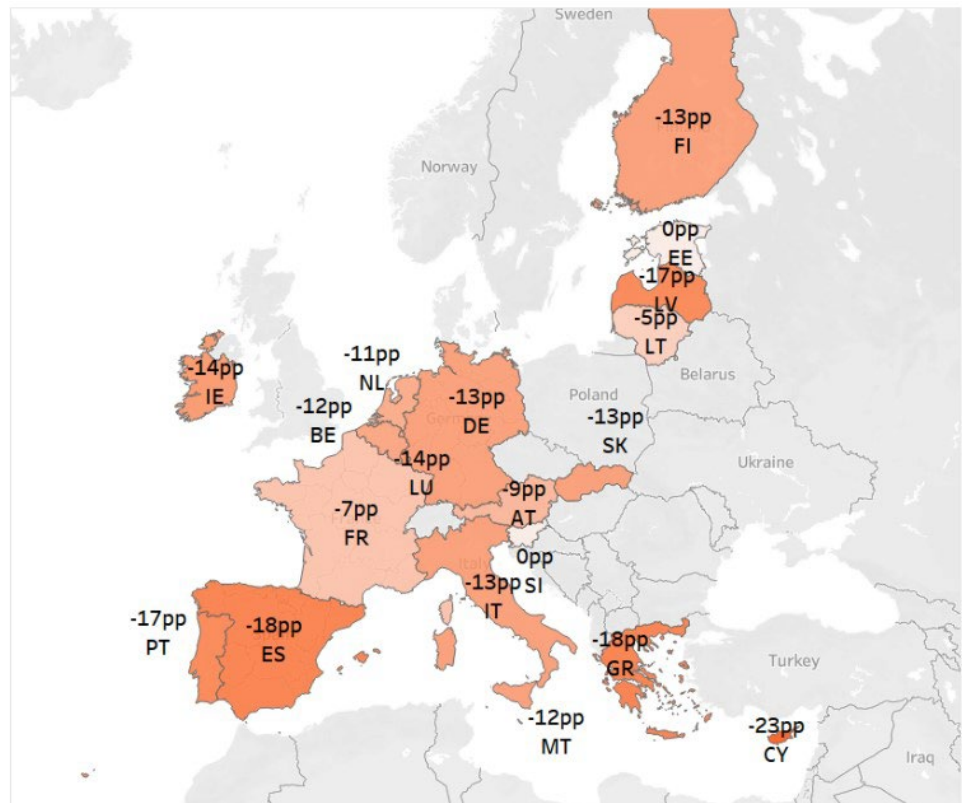 Sweden
-13pp
FI
Norway
0pp
EE
-17pp
LV
-5pp
LT
Belarus
-14pp
IE
-11pp
NL
-12pp
BE
-13pp
DE
Poland
-13pp
SK
Ukraine
-14pp
LU
-9pp
AT
-7pp
FR
0pp
SI
-13pp
IT
-17pp
PT
-18pp
ES
-18pp
GR
Turkey
-12pp
MT
-23pp
CY
Iraq